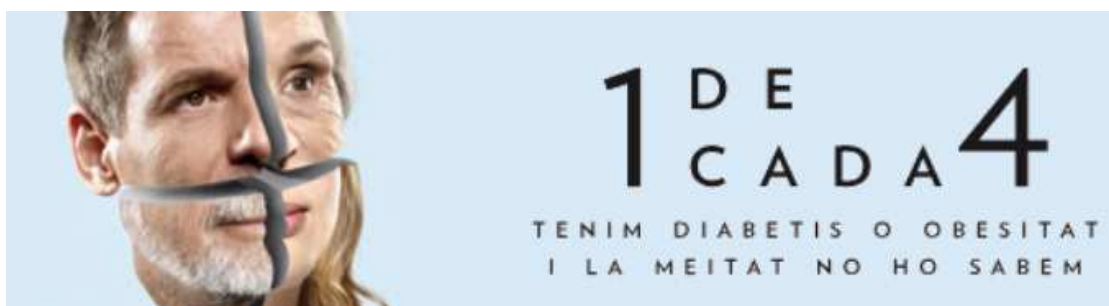 1 DE CADA 4
TENIM DIABETIS O OBESITAT
I LA MEITAT NO HO SABEM